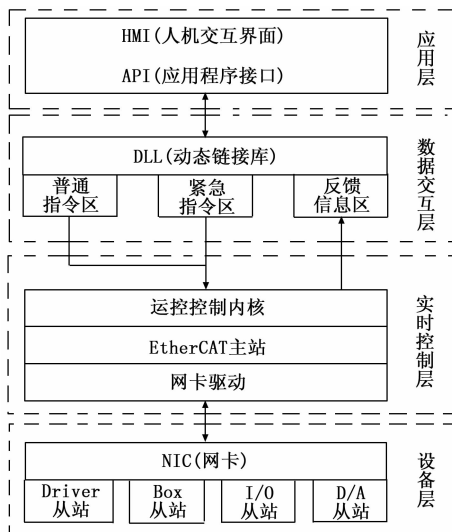 HMI(人机交互界面)
API(应用程序接口)
应用层
DLL(动态链接库)
普通
指令区
紧急
指令区
反馈
信息区
数据交互层
运控控制内核
EtherCAT主站
网卡驱动
实时控制层
NIC(网卡)
Driver
从站
Box
从站
I/O
从站
D/A
从站
设备层